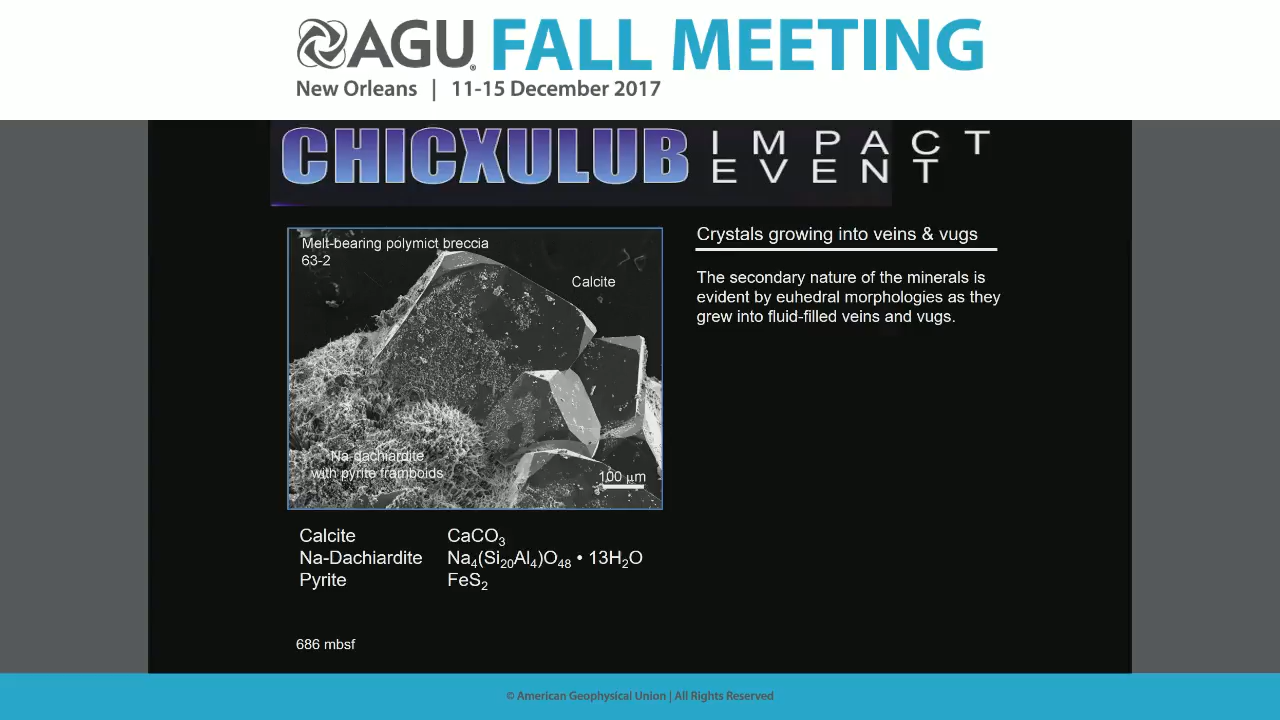 AGU FALL MEETING
New Orleans | 11-15 December 2017
CHICXULUB IMPACT EVENT
Melt-bearing polymict breccia
63-2
Calcite
Na-dachiardite
with pyrite framboids
100 μm
Crystals growing into veins & vugs
The secondary nature of the minerals is
evident by euhedral morphologies as they
grew into fluid-filled veins and vugs.
Calcite CaCO₃
Na-Dachiardite Na₄(Si₂₀Al₄)O₄₈ • 13H₂O
Pyrite FeS₂
686 mbsf
© American Geophysical Union | All Rights Reserved